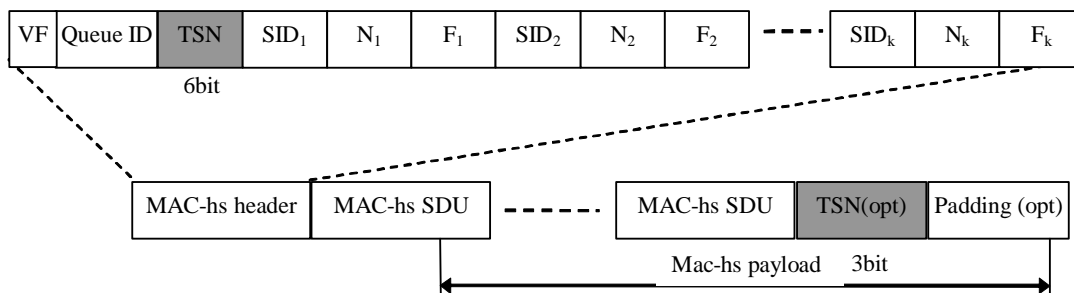 VF Queue ID TSN SID₁ N₁ F₁ SID₂ N₂ F₂ SIDₖ Nₖ Fₖ
6bit
MAC-hs header MAC-hs SDU MAC-hs SDU TSN(opt) Padding (opt)
Mac-hs payload 3bit